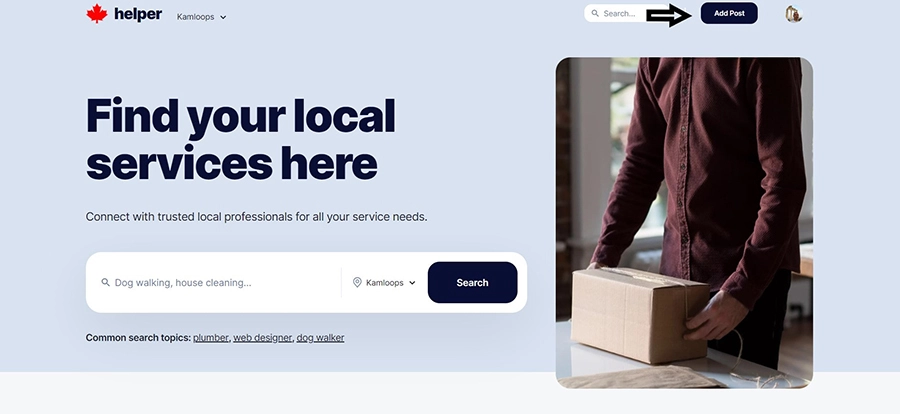 helper
Kamloops
Search...
Add Post
Find your local
services here
Connect with trusted local professionals for all your service needs.
Dog walking, house cleaning...
Kamloops
Search
Common search topics: plumber, web designer, dog walker